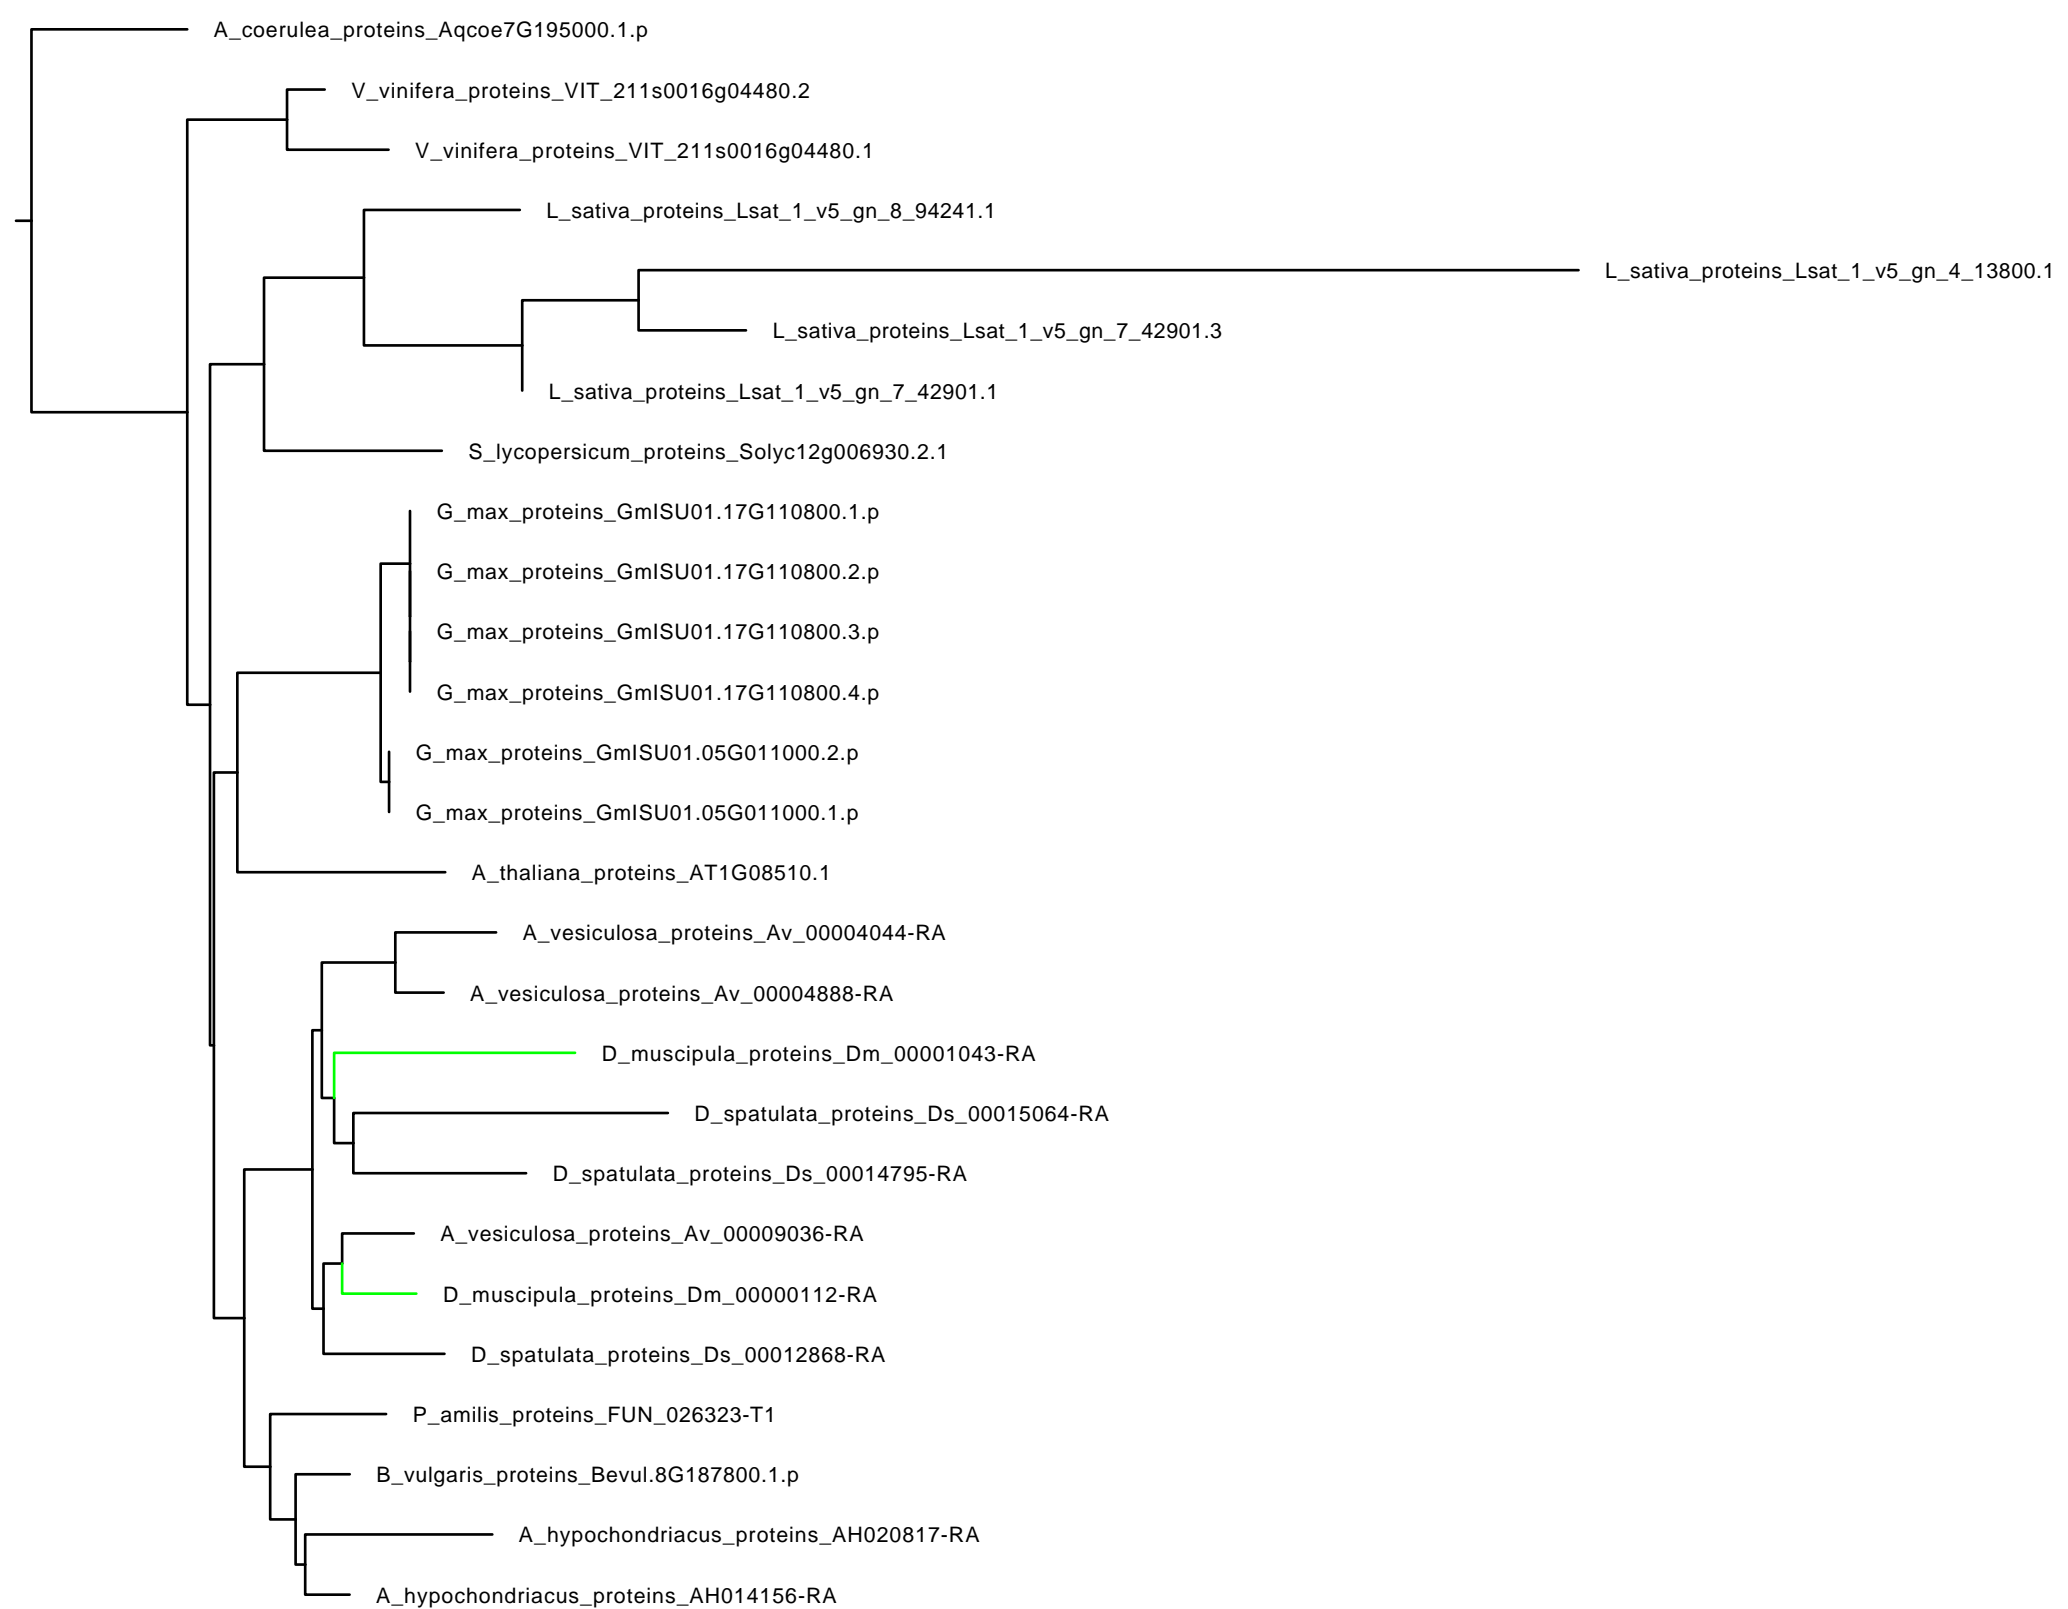 A_coerulea_proteins_Aqcoe7G195000.1.p
V_vinifera_proteins_VIT_211s0016g04480.2
V_vinifera_proteins_VIT_211s0016g04480.1
L_sativa_proteins_Lsat_1_v5_gn_8_94241.1
L_sativa_proteins_Lsat_1_v5_gn_4_13800.1
L_sativa_proteins_Lsat_1_v5_gn_7_42901.3
L_sativa_proteins_Lsat_1_v5_gn_7_42901.1
S_lycopersicum_proteins_Solyc12g006930.2.1
G_max_proteins_GmISU01.17G110800.1.p
G_max_proteins_GmISU01.17G110800.2.p
G_max_proteins_GmISU01.17G110800.3.p
G_max_proteins_GmISU01.17G110800.4.p
G_max_proteins_GmISU01.05G011000.2.p
G_max_proteins_GmISU01.05G011000.1.p
A_thaliana_proteins_AT1G08510.1
A_vesiculosa_proteins_Av_00004044-RA
A_vesiculosa_proteins_Av_00004888-RA
D_muscipula_proteins_Dm_00001043-RA
D_spatulata_proteins_Ds_00015064-RA
D_spatulata_proteins_Ds_00014795-RA
A_vesiculosa_proteins_Av_00009036-RA
D_muscipula_proteins_Dm_00000112-RA
D_spatulata_proteins_Ds_00012868-RA
P_amilis_proteins_FUN_026323-T1
B_vulgaris_proteins_Bevul.8G187800.1.p
A_hypochondriacus_proteins_AH020817-RA
A_hypochondriacus_proteins_AH014156-RA